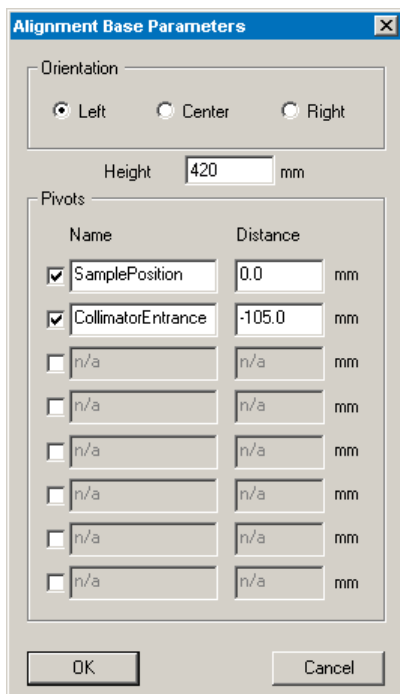 Alignment Base Parameters
Orientation
Left Center Right
Height 420 mm
Pivots
Name Distance
SamplePosition 0.0 mm
CollimatorEntrance -105.0 mm
n/a n/a mm
n/a n/a mm
n/a n/a mm
n/a n/a mm
n/a n/a mm
n/a n/a mm
OK Cancel